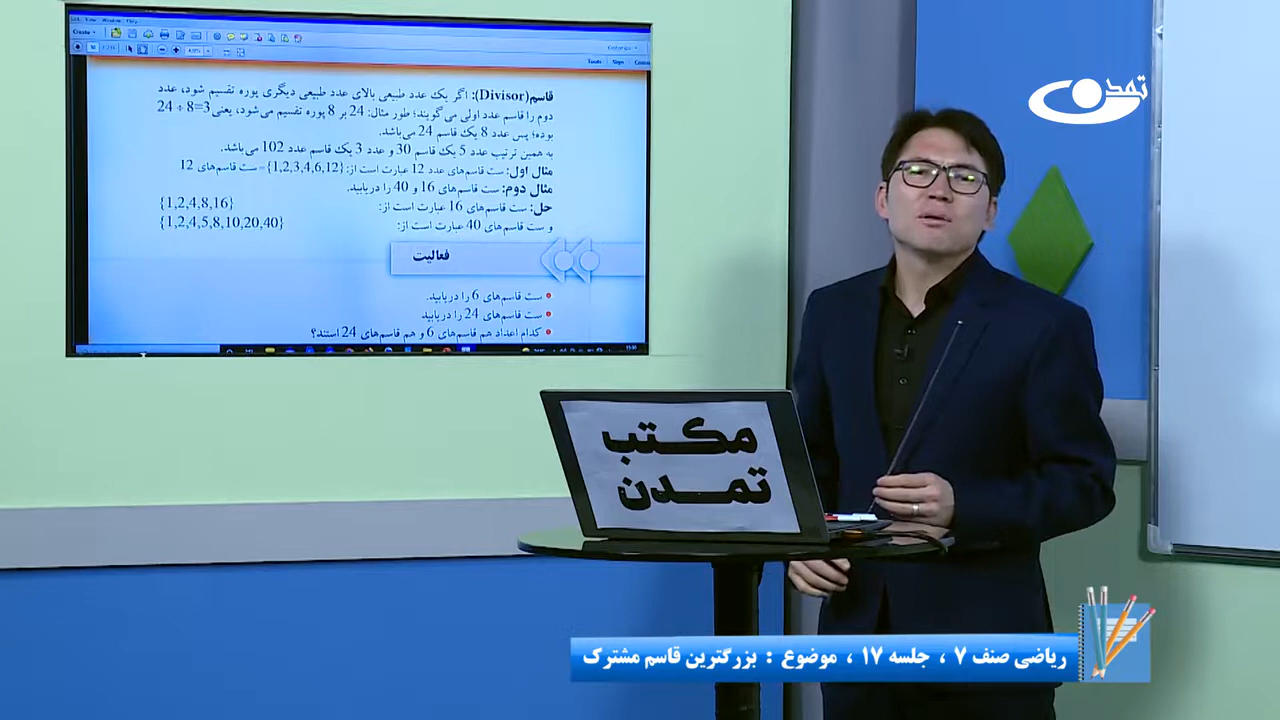 قاسم(Divisor): اگر یک عدد طبیعی بالای عدد طبیعی دیگری پوره تقسیم شود، عدد
دوم را قاسم عدد اولی می‌گویند؛ طور مثال: 24 بر 8 پوره تقسیم می‌شود، یعنی 24 ÷ 8=3
بوده؛ پس عدد 8 یک قاسم 24 می‌باشد.
به همین ترتیب عدد 5 یک قاسم 30 و عدد 3 یک قاسم عدد 102 می‌باشد.
مثال اول: ست قاسم‌های عدد 12 عبارت است از: {1,2,3,4,6,12}= ست قاسم‌های 12
مثال دوم: ست قاسم‌های 16 و 40 را دریابید.
حل: ست قاسم‌های 16 عبارت است از: {1,2,4,8,16}
و ست قاسم‌های 40 عبارت است از: {1,2,4,5,8,10,20,40}
فعالیت
ست قاسم‌های 6 را دریابید.
ست قاسم‌های 24 را دریابید
کدام اعداد هم قاسم‌های 6 و هم قاسم‌های 24 استند؟
تمدن
مکتب
تمدن
ریاضی صنف ۷ ، جلسه ۱۷ ، موضوع : بزرگترین قاسم مشترک